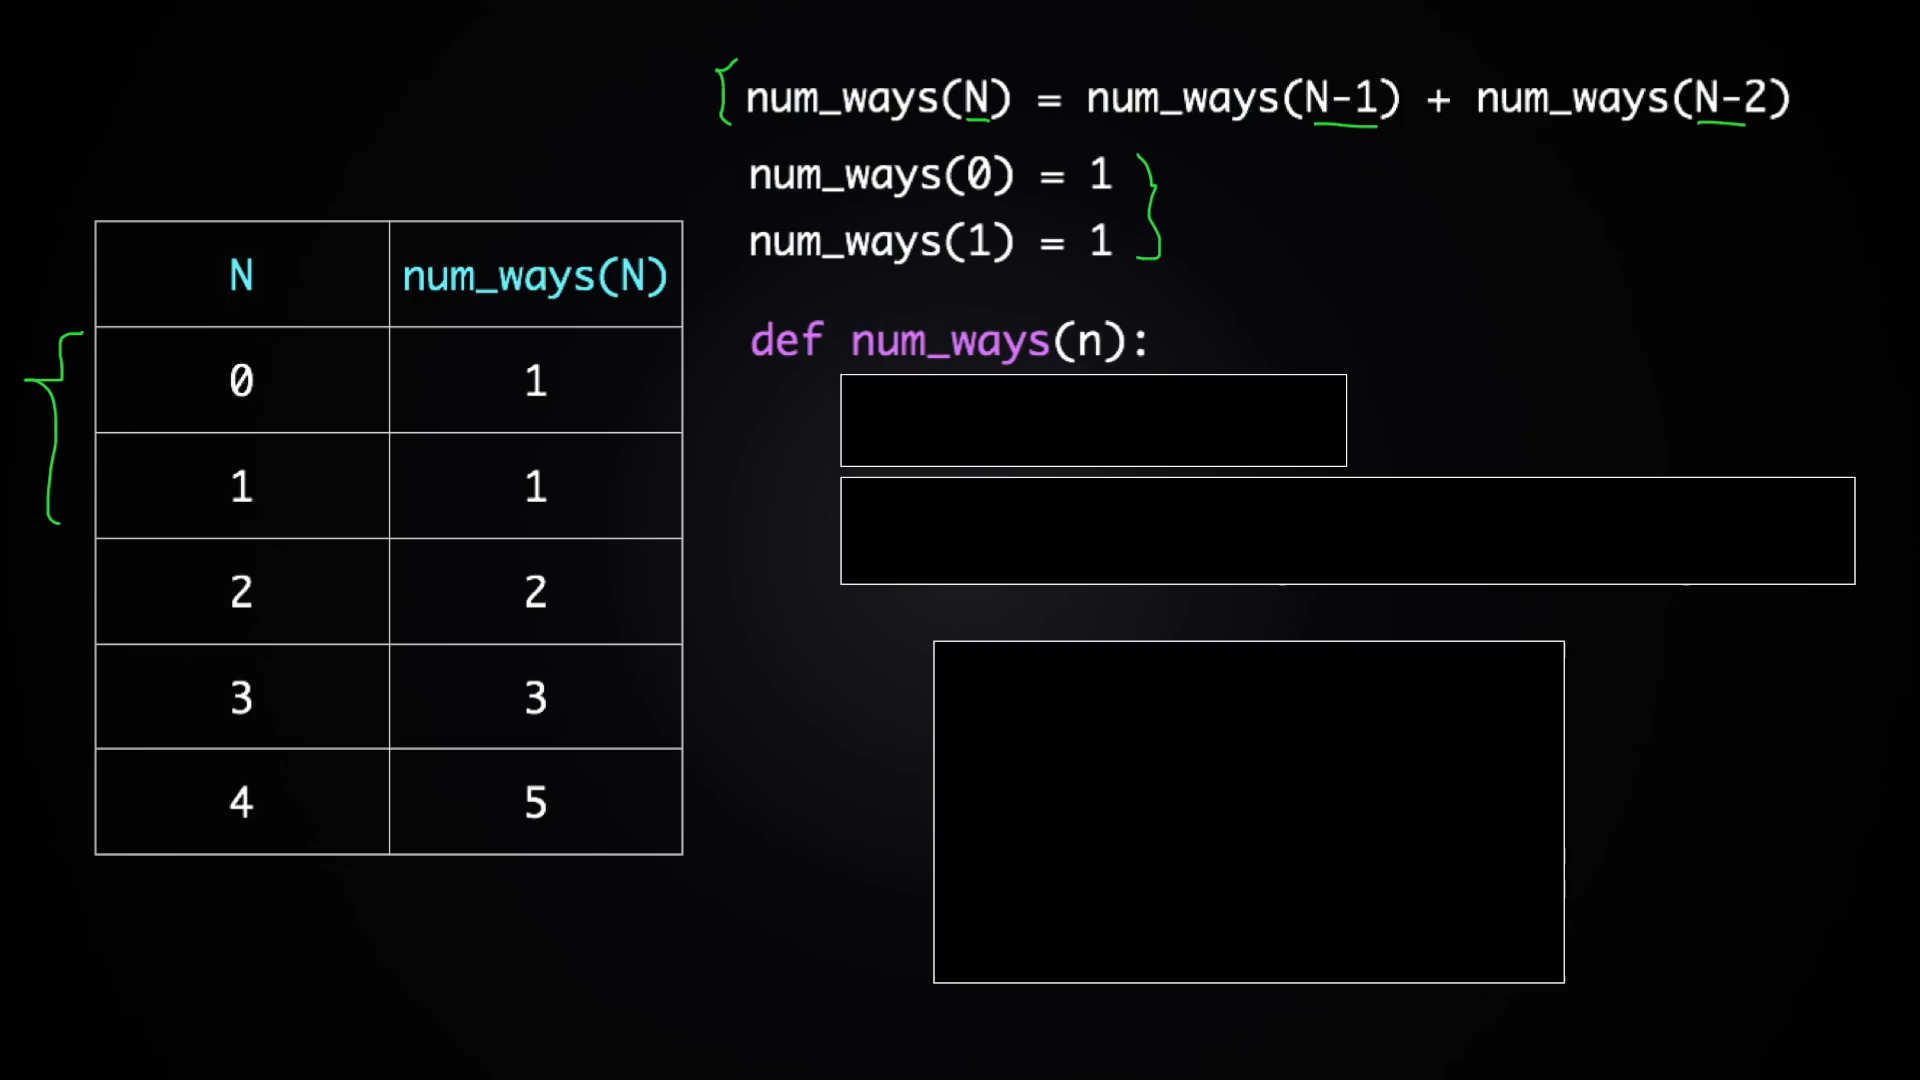 num_ways(N) = num_ways(N-1) + num_ways(N-2)
num_ways(0) = 1
num_ways(1) = 1
N num_ways(N)
0 1
1 1
2 2
3 3
4 5
def num_ways(n):